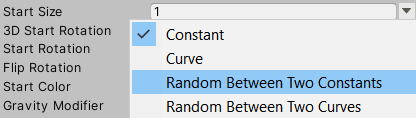 Start Size 1
3D Start Rotation
Constant
Start Rotation
Curve
Flip Rotation
Start Color
Random Between Two Constants
Gravity Modifier
Random Between Two Curves